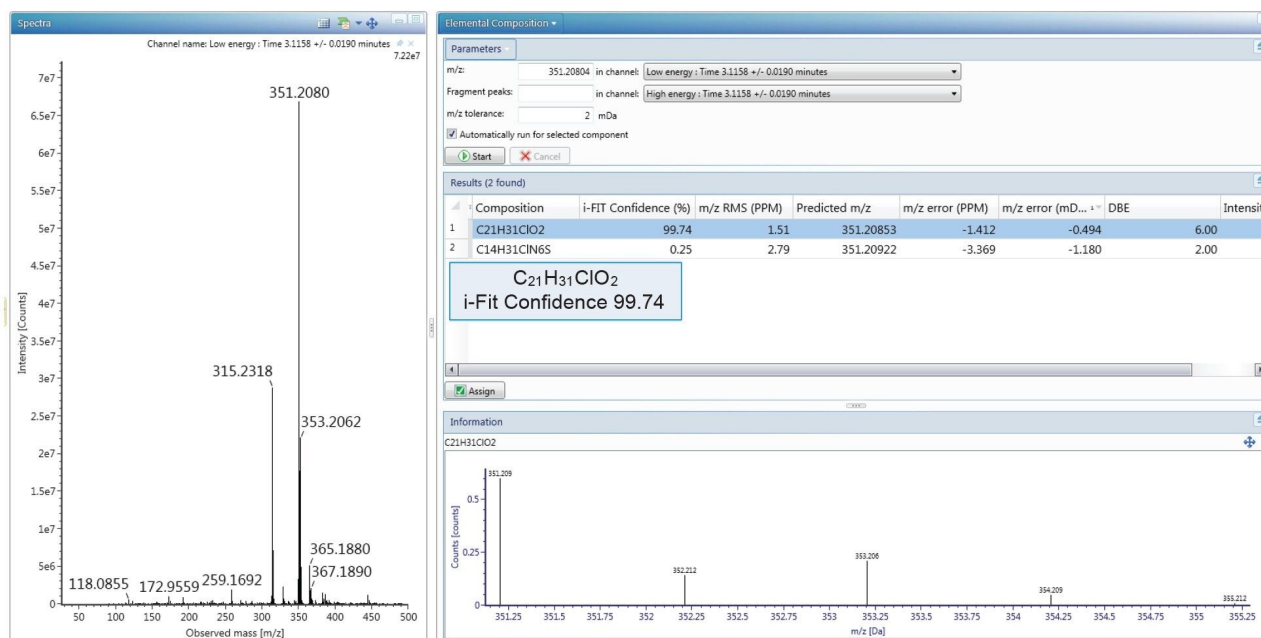 Spectra
Channel name: Low energy : Time 3.1158 +/- 0.0190 minutes
7.22e7
7e7
6.5e7
6e7
5.5e7
5e7
4.5e7
4e7
3.5e7
3e7
2.5e7
2e7
1.5e7
1e7
5e6
0
Intensity [Counts]
351.2080
315.2318
353.2062
365.1880
367.1890
259.1692
172.9559
118.0855
50 100 150 200 250 300 350 400 450 500
Observed mass [m/z]
Elemental Composition
Parameters
m/z: 351.20804 in channel: Low energy : Time 3.1158 +/- 0.0190 minutes
Fragment peaks: in channel: High energy : Time 3.1158 +/- 0.0190 minutes
m/z tolerance: 2 mDa
Automatically run for selected component
Start Cancel
Results (2 found)
Composition i-FIT Confidence (%) m/z RMS (PPM) Predicted m/z m/z error (PPM) m/z error (mD... 1 DBE Intensit
1 C21H31ClO2 99.74 1.51 351.20853 -1.412 -0.494 6.00
2 C14H31ClN6S 0.25 2.79 351.20922 -3.369 -1.180 2.00
C₂₁H₃₁ClO₂
i-Fit Confidence 99.74
Assign
Information
C21H31ClO2
Counts [counts]
0.5
0.25
0
351.209
352.212
353.206
354.209
355.212
351.25 351.5 351.75 352 352.25 352.5 352.75 353 353.25 353.5 353.75 354 354.25 354.5 354.75 355 355.25
m/z [Da]